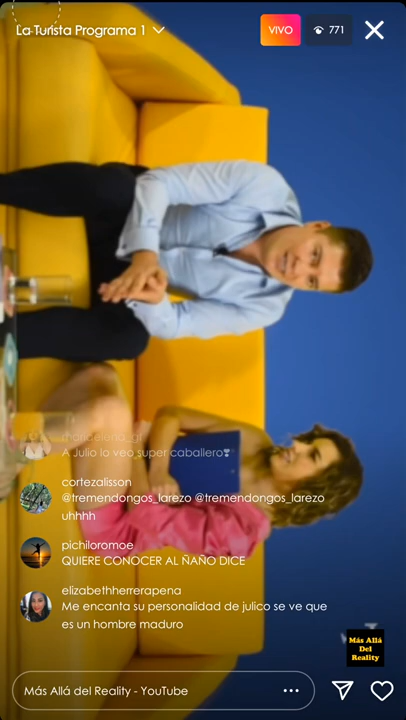 La Turista Programa 1
VIVO
771
A Julio lo veo super caballero❣
cortezalisson
@tremendongos_larezo @tremendongos_larezo
uhhhh
pichiloromoe
QUIERE CONOCER AL ÑAÑO DICE
elizabethherrerapena
Me encanta su personalidad de julico se ve que
es un hombre maduro
Más Allá
Del
Reality
Más Allá del Reality - YouTube